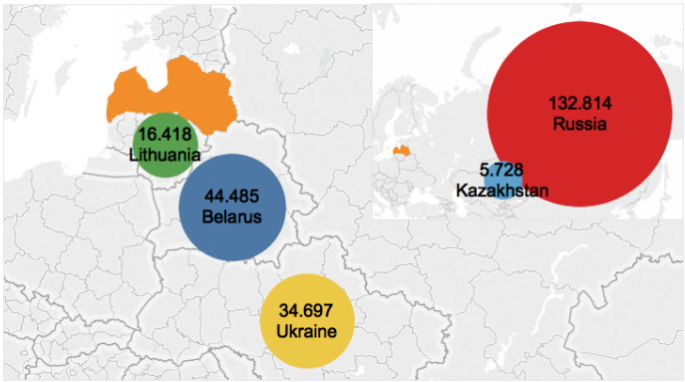 16.418
Lithuania
44.485
Belarus
34.697
Ukraine
132.814
Russia
5.728
Kazakhstan